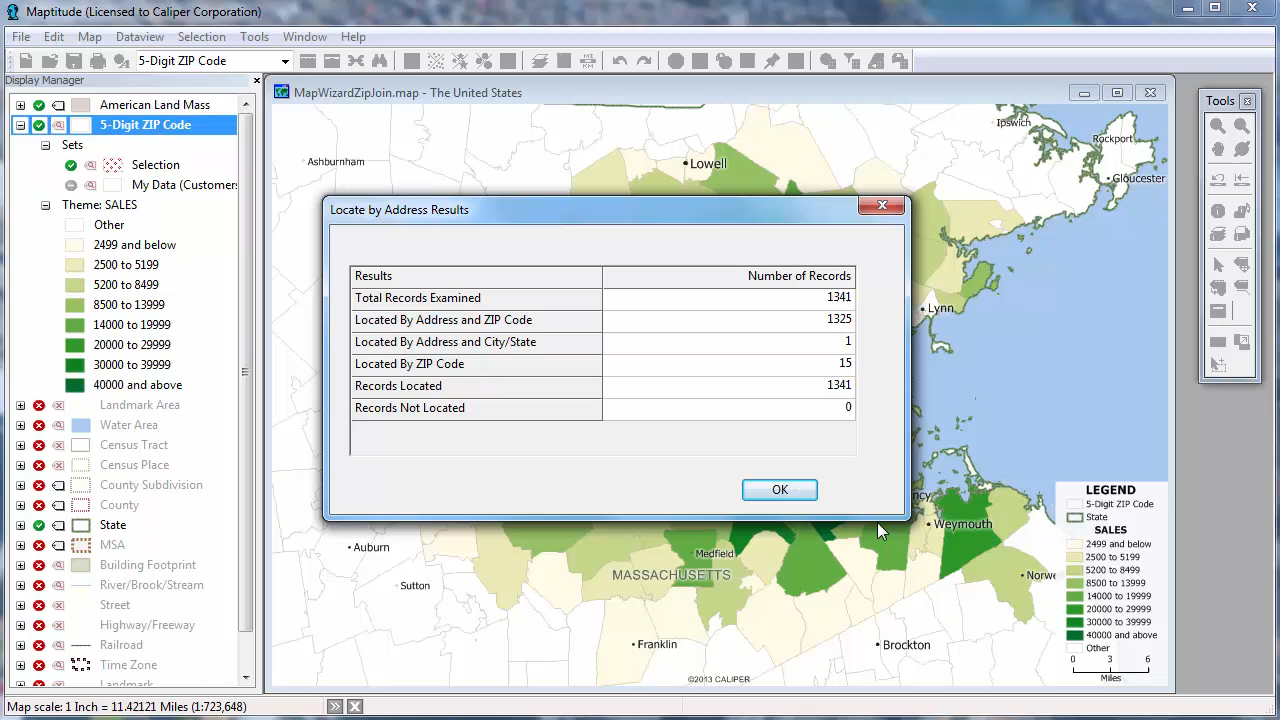 Maptitude (Licensed to Caliper Corporation)
File Edit Map Dataview Selection Tools Window Help
5-Digit ZIP Code
Display Manager
American Land Mass
5-Digit ZIP Code
Sets
Selection
My Data (Customer:
Theme: SALES
Other
2499 and below
2500 to 5199
5200 to 8499
8500 to 13999
14000 to 19999
20000 to 29999
30000 to 39999
40000 and above
Landmark Area
Water Area
Census Tract
Census Place
County Subdivision
County
State
MSA
Building Footprint
River/Brook/Stream
Street
Highway/Freeway
Railroad
Time Zone
Landmark
MapWizardZipJoin.map - The United States
Ipswich
Rockport
Ashburnham
Lowell
Gloucester
Lynn
Locate by Address Results
Results Number of Records
Total Records Examined 1341
Located By Address and ZIP Code 1325
Located By Address and City/State 1
Located By ZIP Code 15
Records Located 1341
Records Not Located 0
OK
ncy
Weymouth
Auburn
Medfield
MASSACHUSETTS
Sutton
Norwe
Franklin
Brockton
©2013 CALIPER
LEGEND
5-Digit ZIP Code
State
SALES
2499 and below
2500 to 5199
5200 to 8499
8500 to 13999
14000 to 19999
20000 to 29999
30000 to 39999
40000 and above
Other
0 3 6
Miles
Tools
Map scale: 1 Inch = 11.42121 Miles (1:723,648)